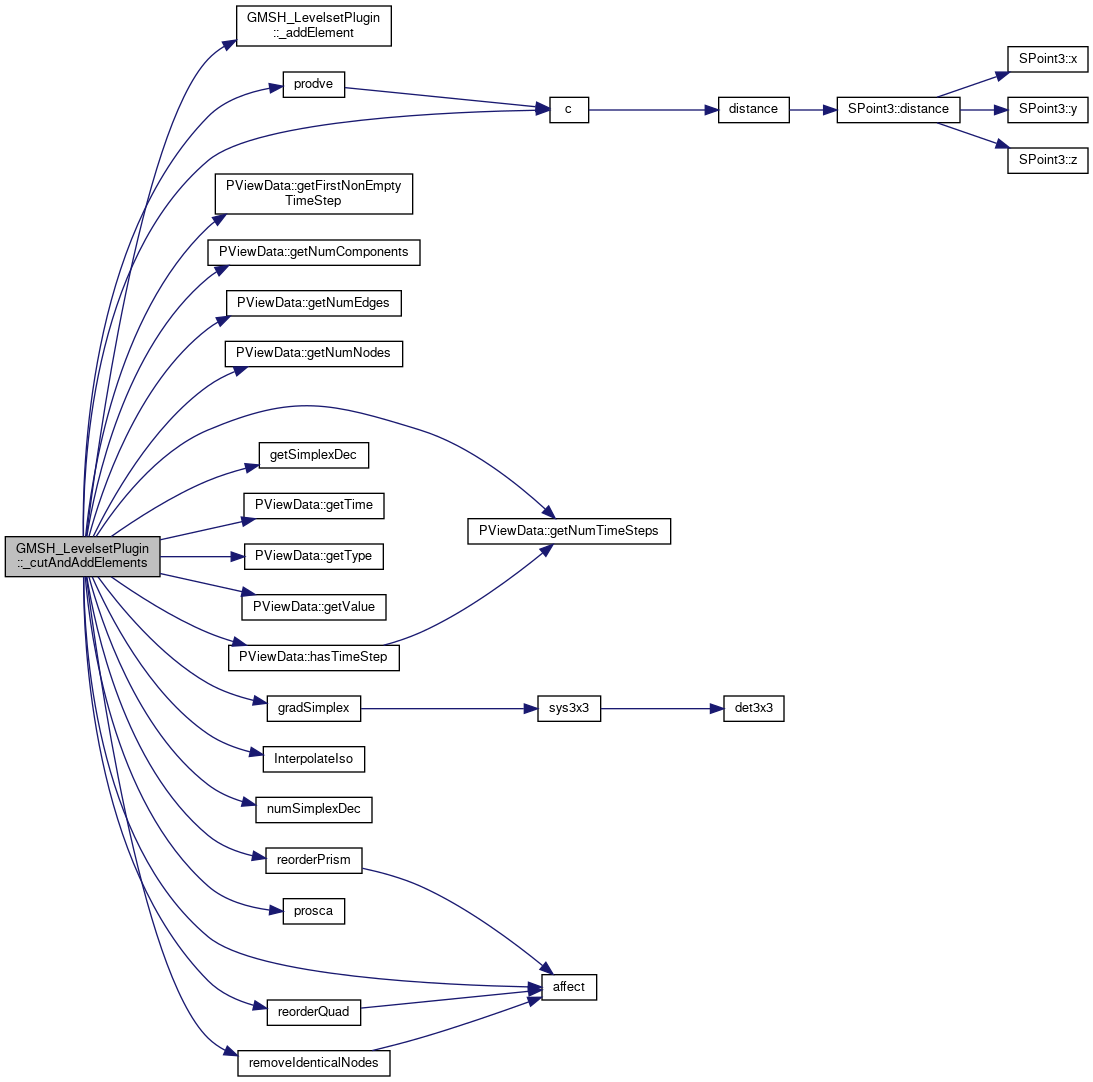 GMSH_LevelsetPlugin
::_addElement
prodve
c
distance
SPoint3::distance
SPoint3::x
SPoint3::y
SPoint3::z
PViewData::getFirstNonEmpty
TimeStep
PViewData::getNumComponents
PViewData::getNumEdges
PViewData::getNumNodes
getSimplexDec
PViewData::getTime
PViewData::getNumTimeSteps
GMSH_LevelsetPlugin
::_cutAndAddElements
PViewData::getType
PViewData::getValue
PViewData::hasTimeStep
gradSimplex
sys3x3
det3x3
InterpolateIso
numSimplexDec
reorderPrism
prosca
affect
reorderQuad
removeIdenticalNodes